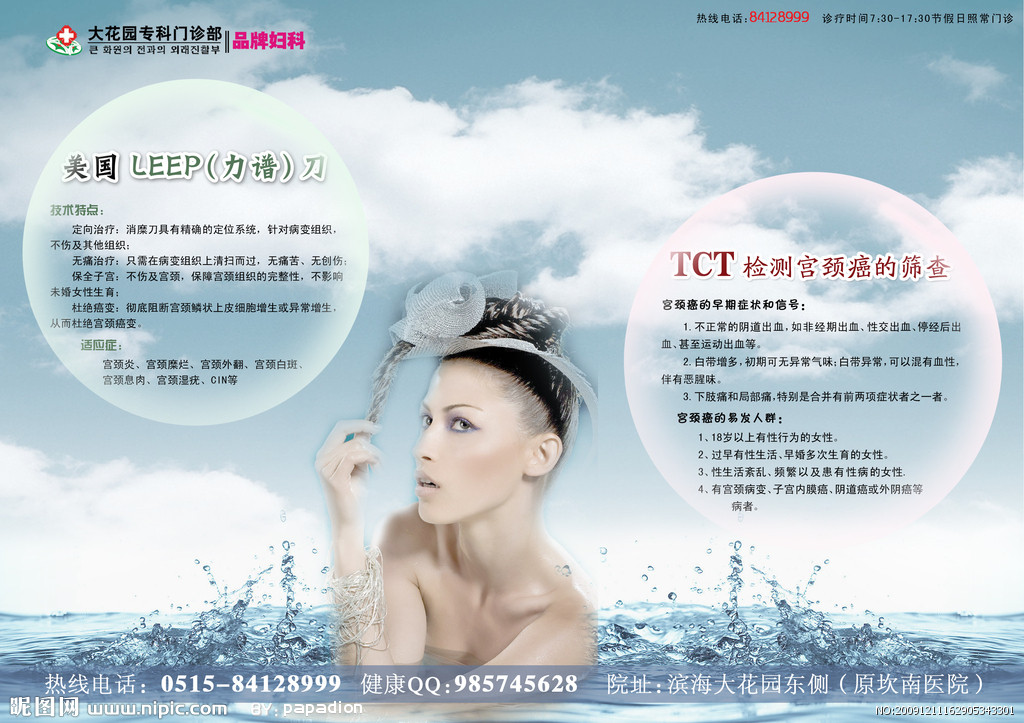 热线电话:84128999 诊疗时间7:30-17:30节假日照常门诊
大花园专科门诊部
큰 화원의 전과의 외래진찰부
品牌妇科
美国 LEEP(力谱)刀
技术特点:
定向治疗: 消糜刀具有精确的定位系统, 针对病变组织,
不伤及其他组织;
无痛治疗: 只需在病变组织上清扫而过, 无痛苦、无创伤;
保全子宫: 不伤及宫颈, 保障宫颈组织的完整性, 不影响
未婚女性生育;
杜绝癌变: 彻底阻断宫颈鳞状上皮细胞增生或异常增生,
从而杜绝宫颈癌变。
适应症:
宫颈炎、宫颈糜烂、宫颈外翻、宫颈白斑、
宫颈息肉、宫颈湿疣、CIN等
TCT 检测宫颈癌的筛查
宫颈癌的早期症状和信号:
1.不正常的阴道出血,如非经期出血、性交出血、停经后出
血、甚至运动出血等。
2.白带增多,初期可无异常气味;白带异常,可以混有血性,
伴有恶腥味。
3.下肢痛和局部痛,特别是合并有前两项症状者之一者。
宫颈癌的易发人群:
1、18岁以上有性行为的女性。
2、过早有性生活、早婚多次生育的女性。
3、性生活紊乱、频繁以及患有性病的女性.
4、有宫颈病变、子宫内膜癌、阴道癌或外阴癌等
病者。
热线电话: 0515-84128999 健康QQ:985745628 院址:滨海大花园东侧(原坎南医院)
昵图网 www.nipic.com BY: papadion
NO:20091211162905343301